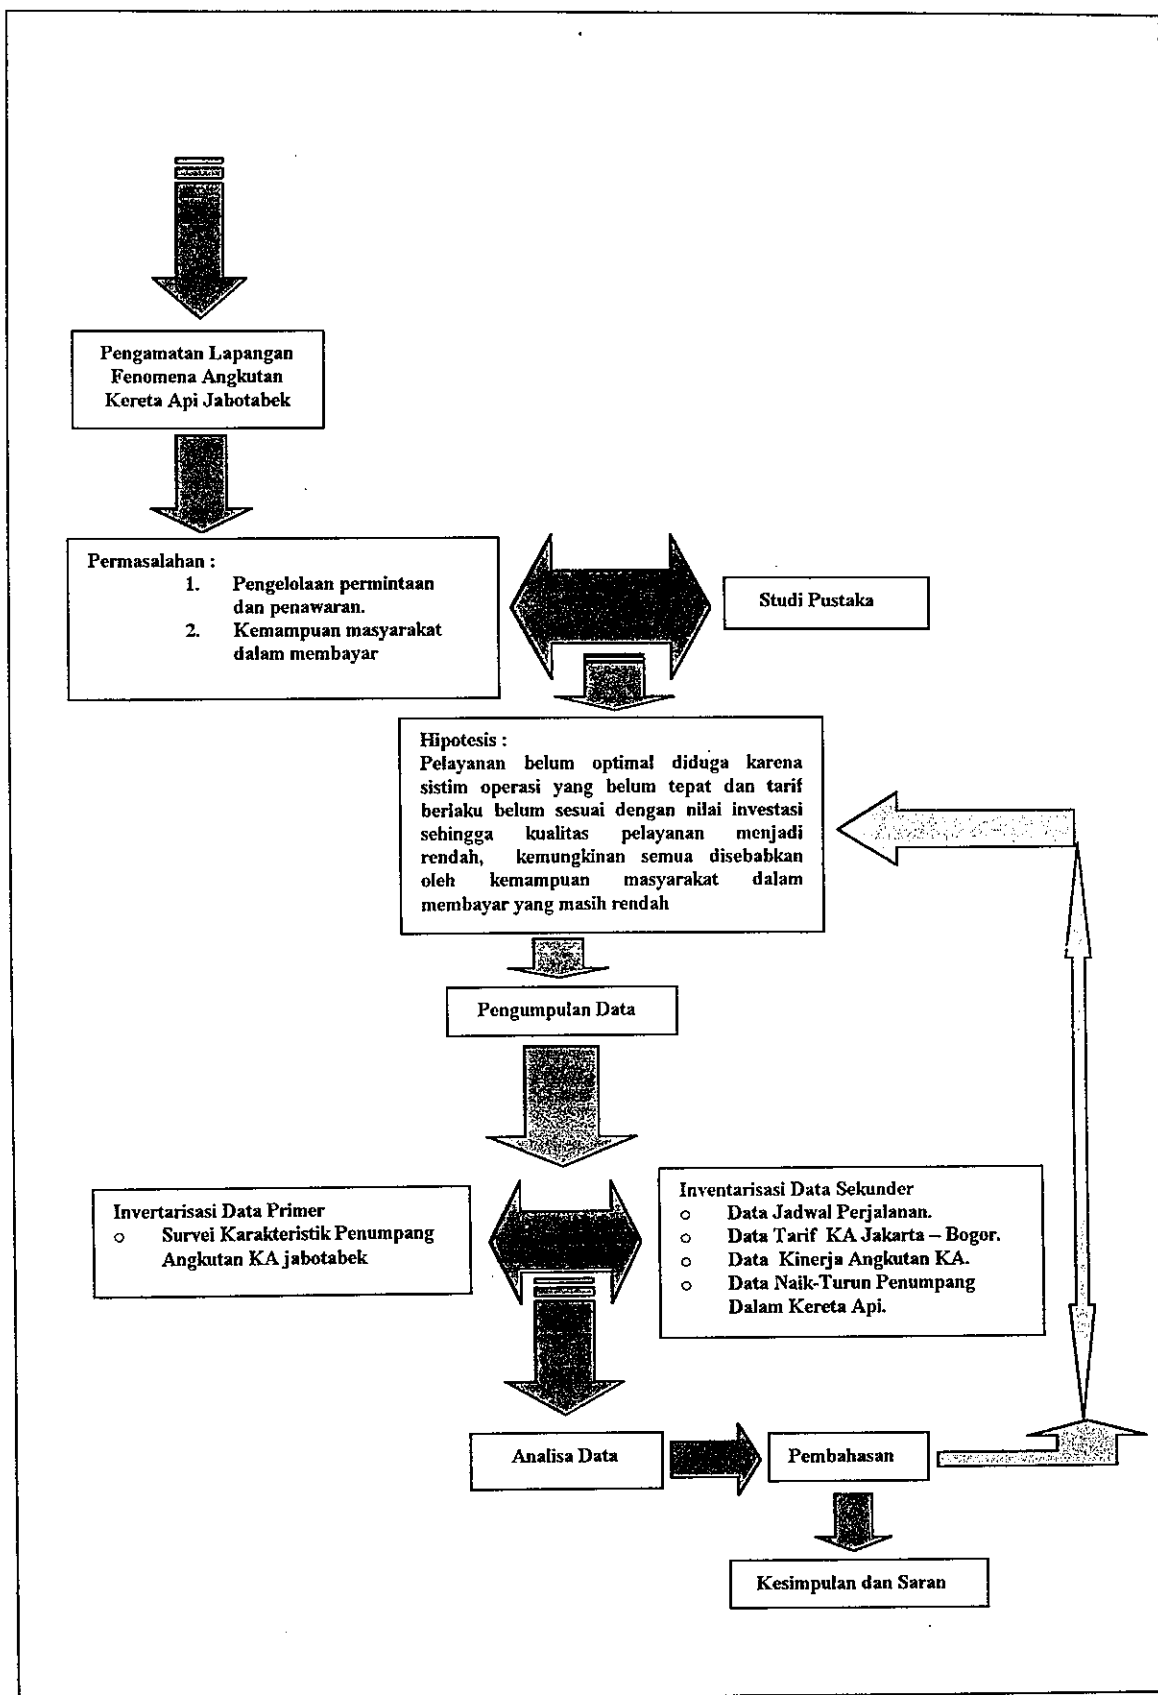 Pengamatan Lapangan
Fenomena Angkutan
Kereta Api Jabotabek
Permasalahan :
1. Pengelolaan permintaan
dan penawaran.
2. Kemampuan masyarakat
dalam membayar
Studi Pustaka
Hipotesis :
Pelayanan belum optimal diduga karena
sistim operasi yang belum tepat dan tarif
berlaku belum sesuai dengan nilai investasi
sehingga kualitas pelayanan menjadi
rendah, kemungkinan semua disebabkan
oleh kemampuan masyarakat dalam
membayar yang masih rendah
Pengumpulan Data
Invertarisasi Data Primer
○ Survei Karakteristik Penumpang
Angkutan KA jabotabek
Inventarisasi Data Sekunder
○ Data Jadwal Perjalanan.
○ Data Tarif KA Jakarta – Bogor.
○ Data Kinerja Angkutan KA.
○ Data Naik-Turun Penumpang
Dalam Kereta Api.
Analisa Data
Pembahasan
Kesimpulan dan Saran